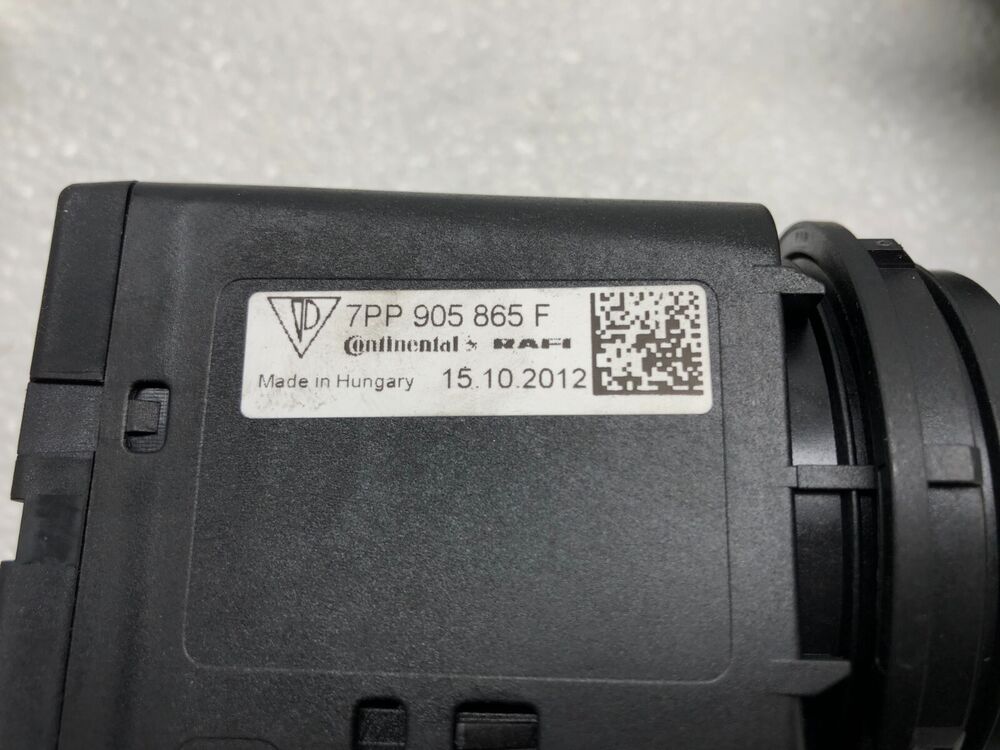 7PP 905 865 F
Continental RAFI
Made in Hungary 15.10.2012